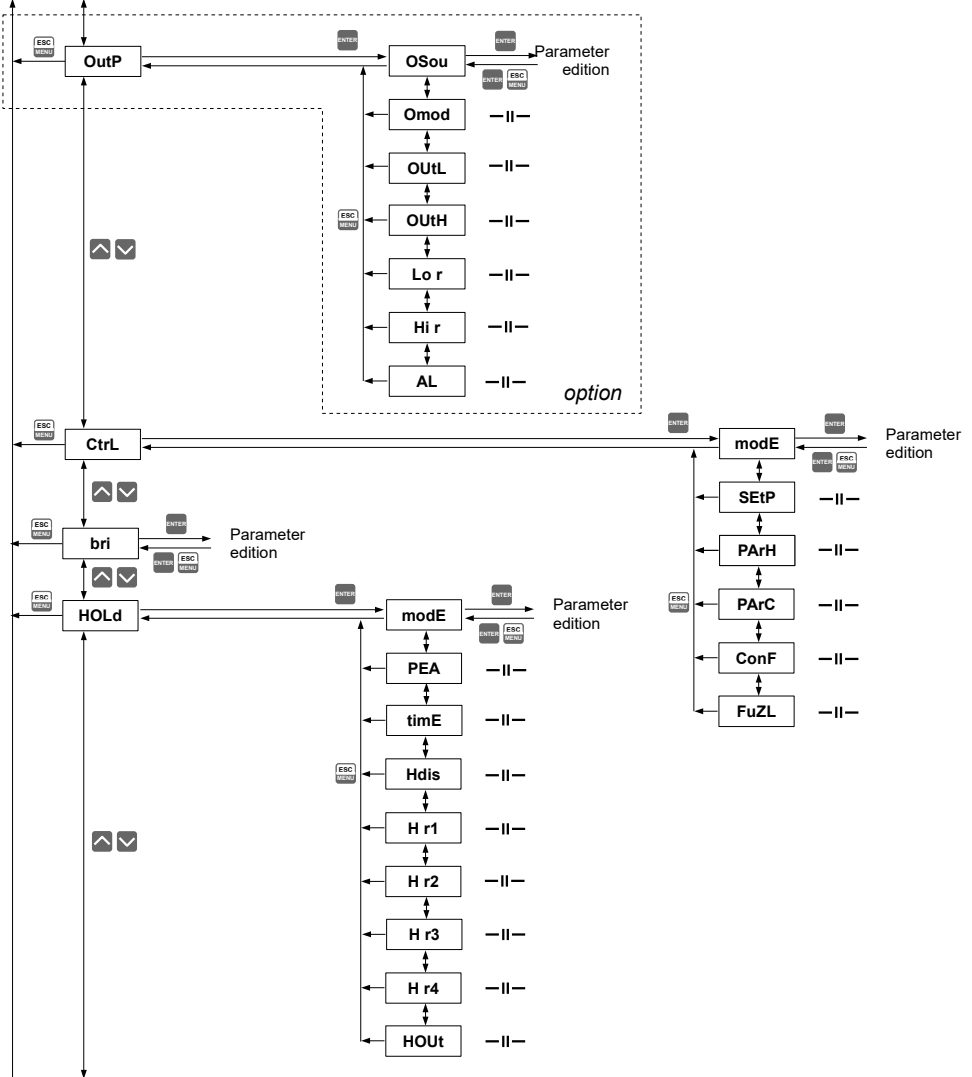 ESC
MENU
OutP
ENTER
OSou
ENTER
ENTER
ESC
MENU
Parameter
edition
Omod
—II—
OUtL
—II—
ESC
MENU
OUtH
—II—
Lo r
—II—
Hi r
—II—
AL
—II—
option
ESC
MENU
CtrL
ENTER
modE
ENTER
ENTER
ESC
MENU
Parameter
edition
SEtP
—II—
PArH
—II—
ESC
MENU
PArC
—II—
ConF
—II—
FuZL
—II—
ESC
MENU
bri
ENTER
ENTER
ESC
MENU
Parameter
edition
ESC
MENU
HOLd
ENTER
modE
ENTER
ENTER
ESC
MENU
Parameter
edition
PEA
—II—
timE
—II—
ESC
MENU
Hdis
—II—
H r1
—II—
H r2
—II—
H r3
—II—
H r4
—II—
HOUt
—II—